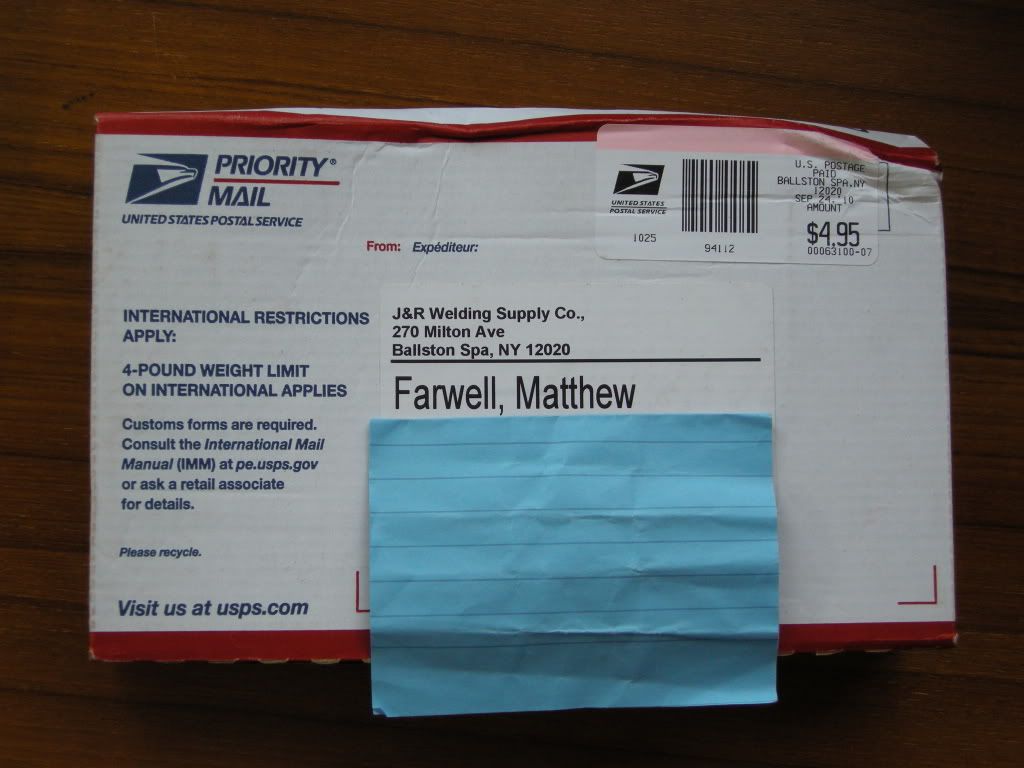 PRIORITY®
MAIL
UNITED STATES POSTAL SERVICE
UNITED STATES
POSTAL SERVICE
1025
94112
U.S. POSTAGE
PAID
BALLSTON SPA.NY
12020
SEP 24,'10
AMOUNT
$4.95
00063100-07
From: Expéditeur:
INTERNATIONAL RESTRICTIONS
APPLY:
4-POUND WEIGHT LIMIT
ON INTERNATIONAL APPLIES
Customs forms are required.
Consult the International Mail
Manual (IMM) at pe.usps.gov
or ask a retail associate
for details.
Please recycle.
Visit us at usps.com
J&R Welding Supply Co.,
270 Milton Ave
Ballston Spa, NY 12020
Farwell, Matthew